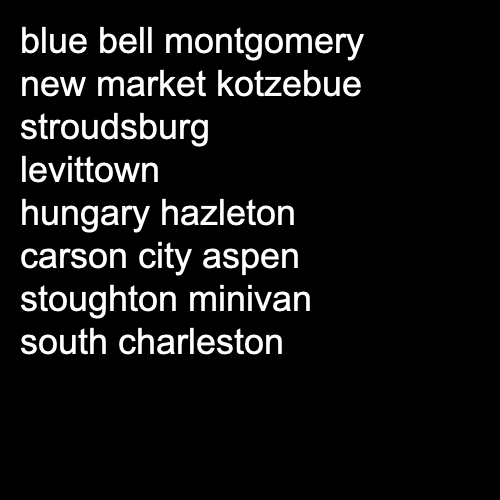 blue bell montgomery
new market kotzebue
stroudsburg
levittown
hungary hazleton
carson city aspen
stoughton minivan
south charleston